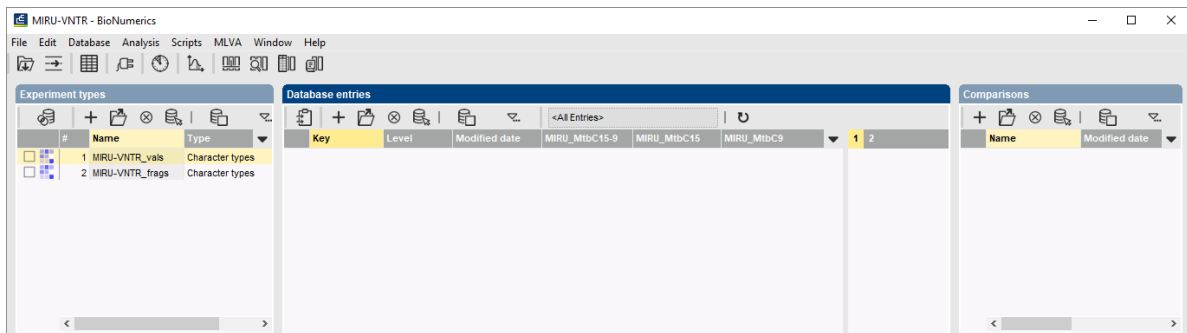 MIRU-VNTR - BioNumerics
File Edit Database Analysis Scripts MLVA Window Help
Experiment types
# Name Type
1 MIRU-VNTR_vals Character types
2 MIRU-VNTR_frags Character types
Database entries
<All Entries>
Key Level Modified date MIRU_MtbC15-9 MIRU_MtbC15 MIRU_MtbC9 1 2
Comparisons
Name Modified date